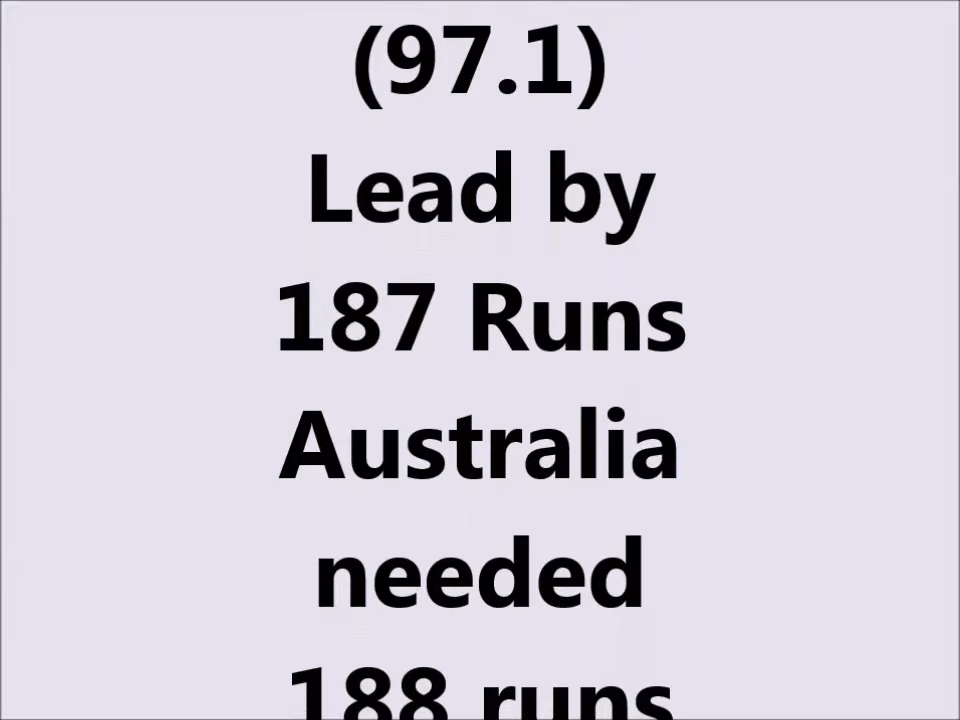 (97.1)
Lead by
187 Runs
Australia
needed
188 runs